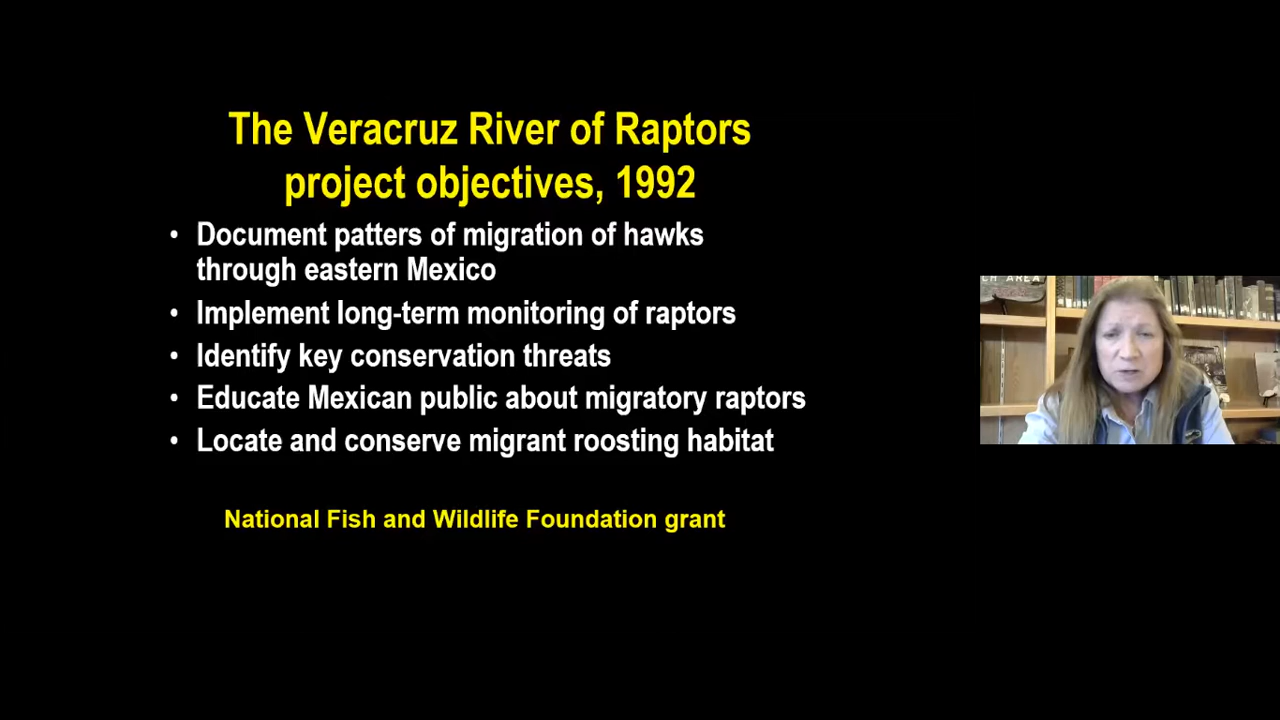 The Veracruz River of Raptors
project objectives, 1992
• Document patters of migration of hawks
through eastern Mexico
• Implement long-term monitoring of raptors
• Identify key conservation threats
• Educate Mexican public about migratory raptors
• Locate and conserve migrant roosting habitat
National Fish and Wildlife Foundation grant
AREA